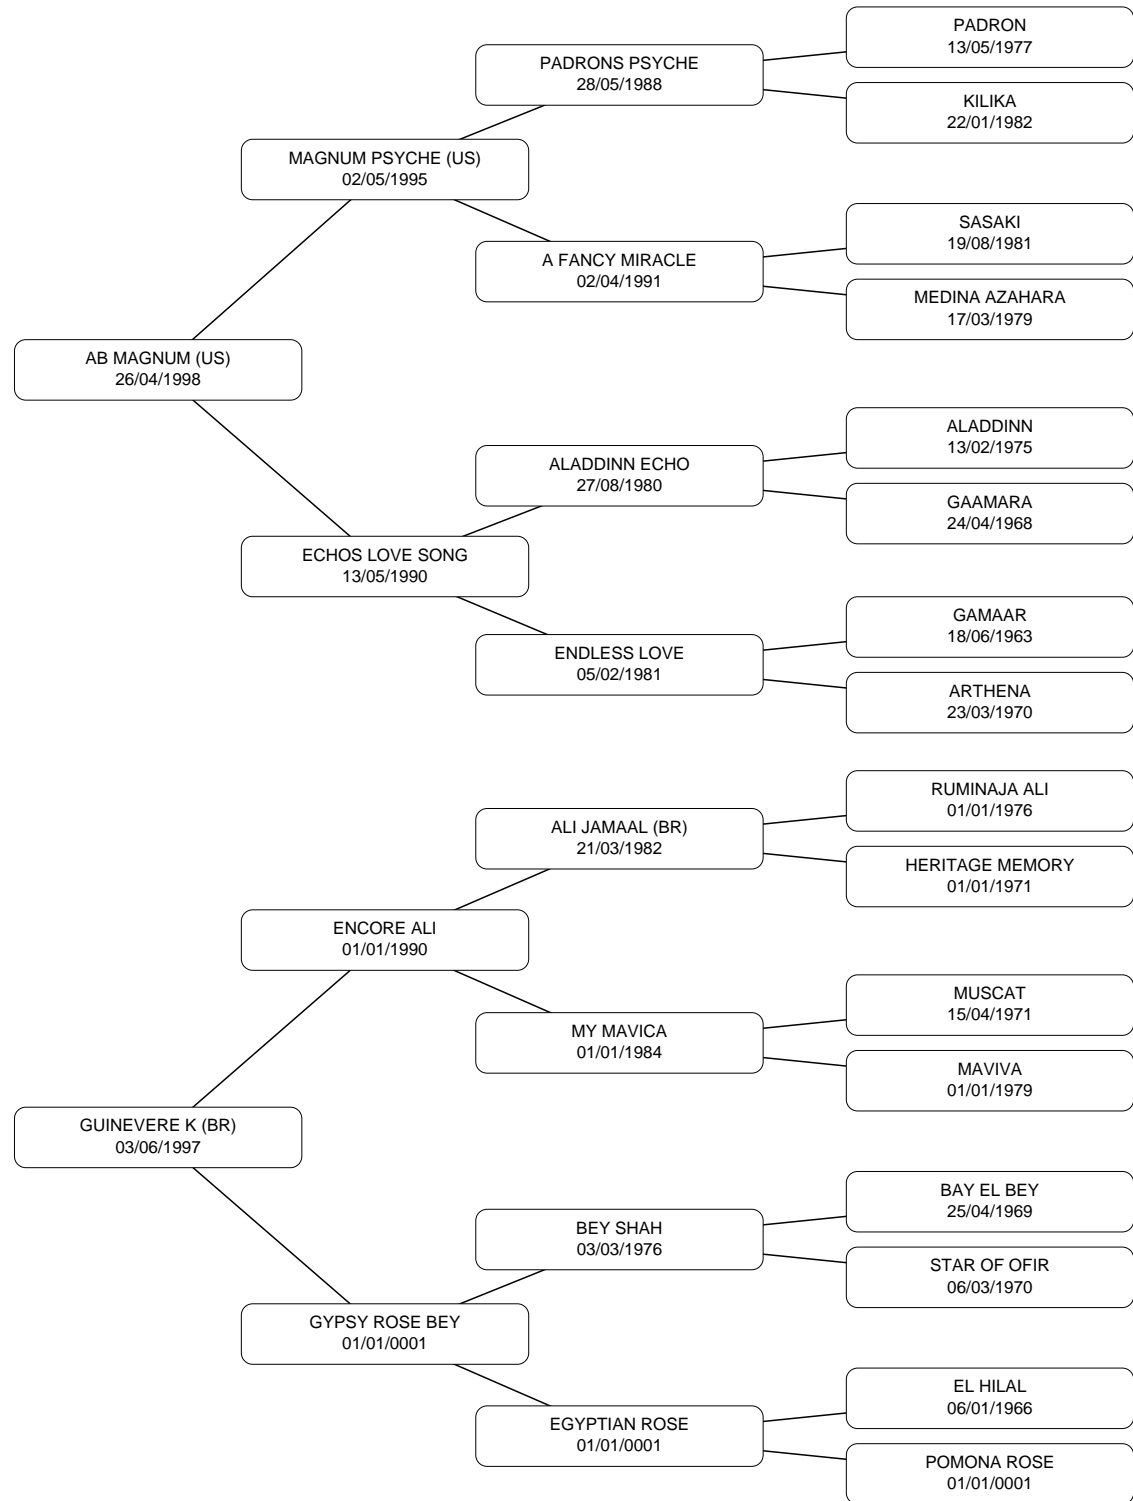 PADRON
13/05/1977
PADRONS PSYCHE
28/05/1988
KILIKA
22/01/1982
MAGNUM PSYCHE (US)
02/05/1995
SASAKI
19/08/1981
A FANCY MIRACLE
02/04/1991
MEDINA AZAHARA
17/03/1979
AB MAGNUM (US)
26/04/1998
ALADDINN
13/02/1975
ALADDINN ECHO
27/08/1980
GAAMARA
24/04/1968
ECHOS LOVE SONG
13/05/1990
GAMAAR
18/06/1963
ENDLESS LOVE
05/02/1981
ARTHENA
23/03/1970
RUMINAJA ALI
01/01/1976
ALI JAMAAL (BR)
21/03/1982
HERITAGE MEMORY
01/01/1971
ENCORE ALI
01/01/1990
MUSCAT
15/04/1971
MY MAVICA
01/01/1984
MAVIVA
01/01/1979
GUINEVERE K (BR)
03/06/1997
BAY EL BEY
25/04/1969
BEY SHAH
03/03/1976
STAR OF OFIR
06/03/1970
GYPSY ROSE BEY
01/01/0001
EL HILAL
06/01/1966
EGYPTIAN ROSE
01/01/0001
POMONA ROSE
01/01/0001